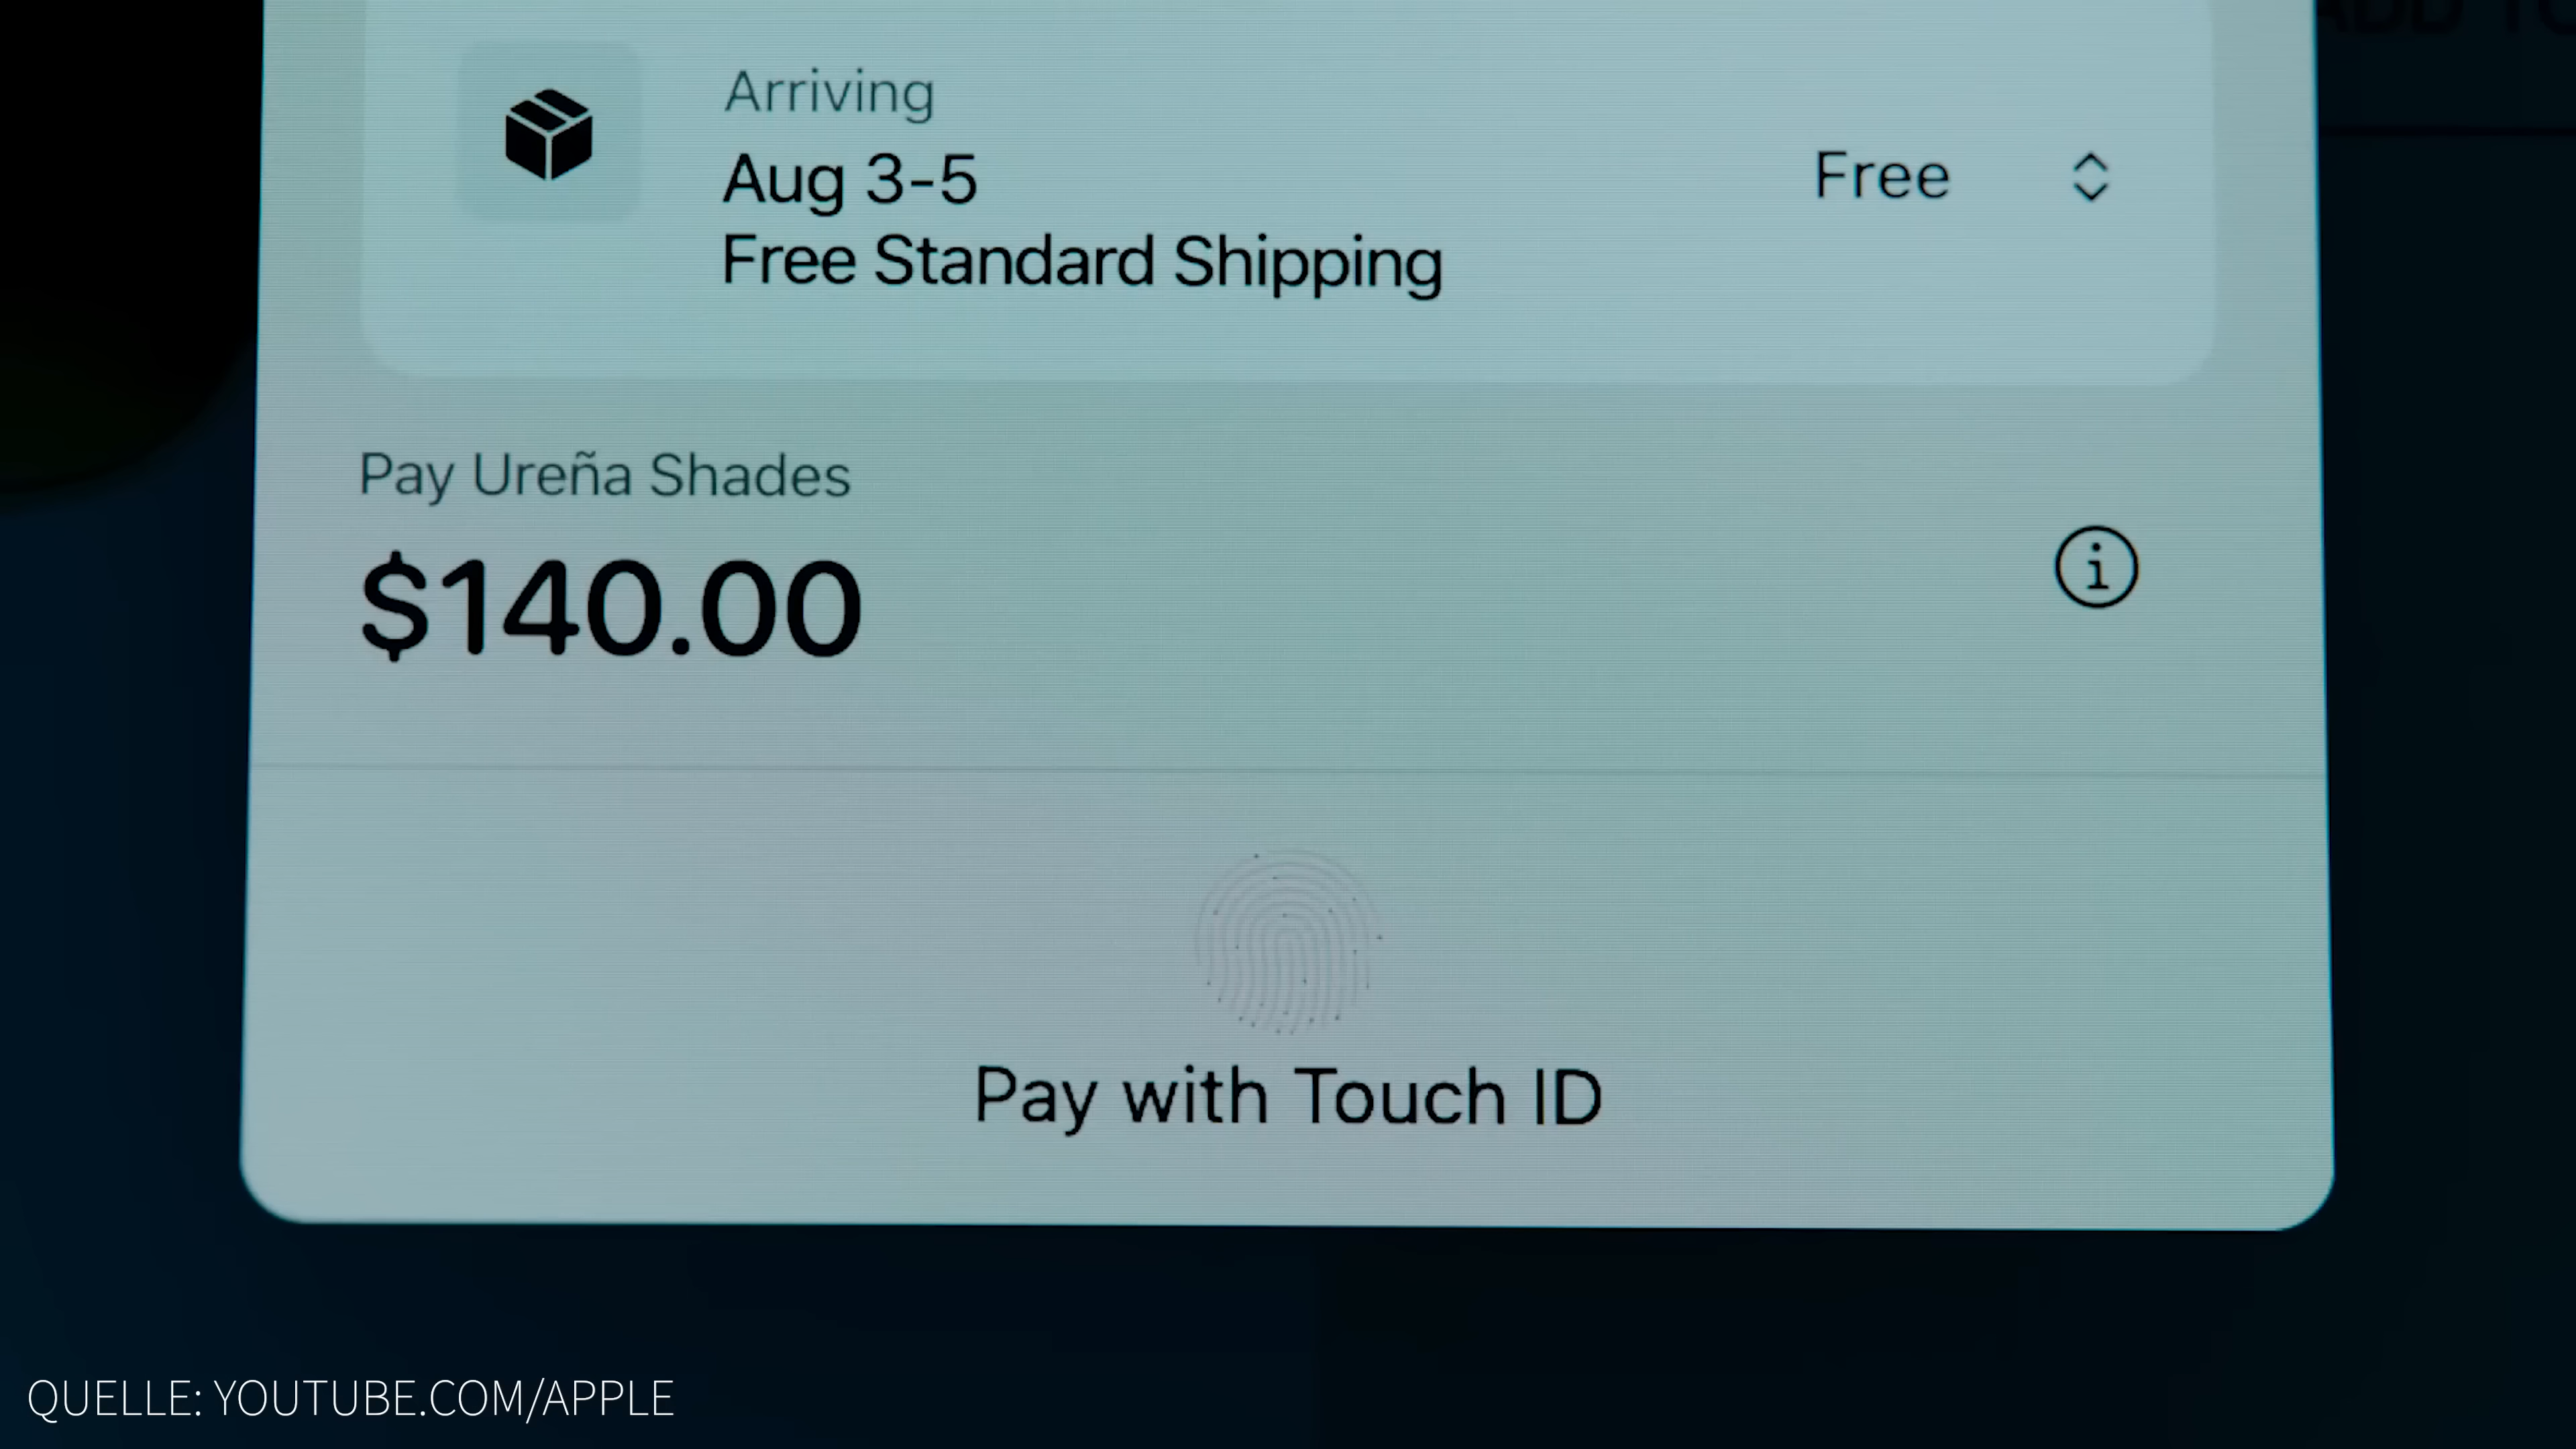 Arriving
Aug 3-5
Free Standard Shipping
Free
Pay Ureña Shades
$140.00
Pay with Touch ID
QUELLE: YOUTUBE.COM/APPLE